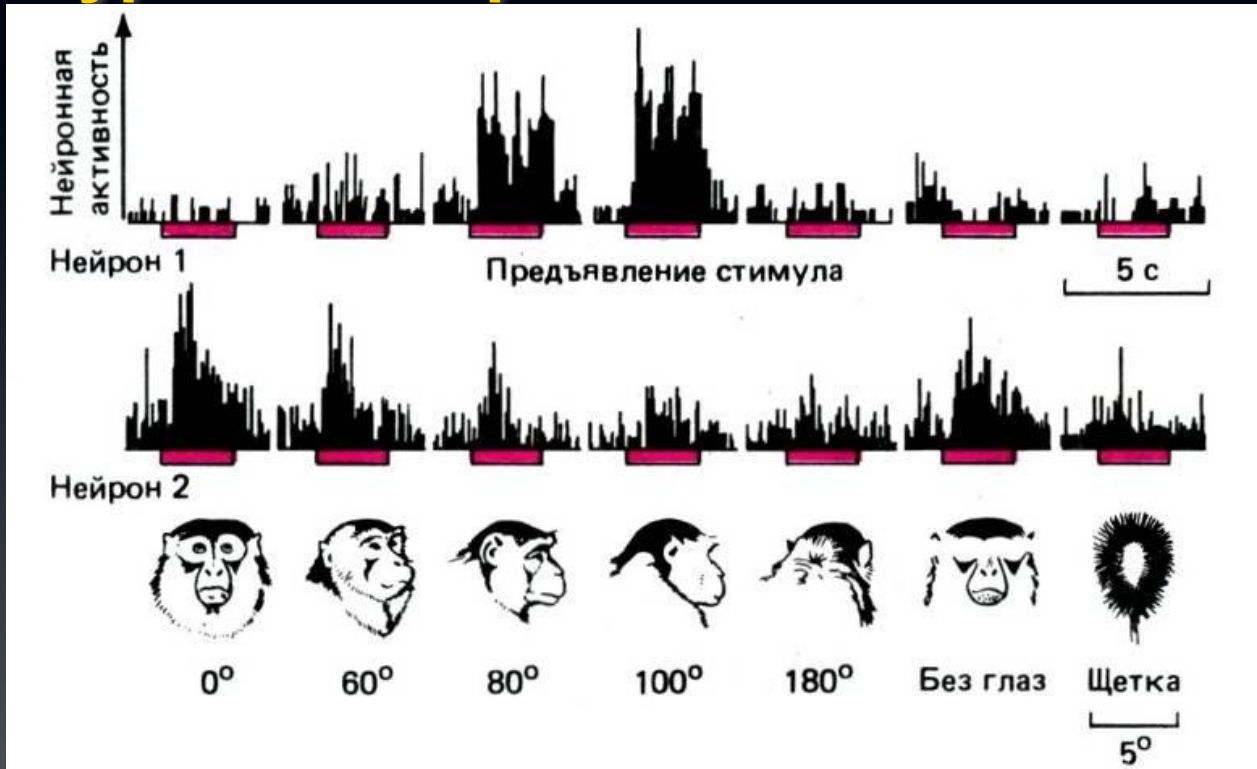 Нейронная
активность
Нейрон 1
Предъявление стимула
5 с
Нейрон 2
0° 60° 80° 100° 180° Без глаз Щетка
5°